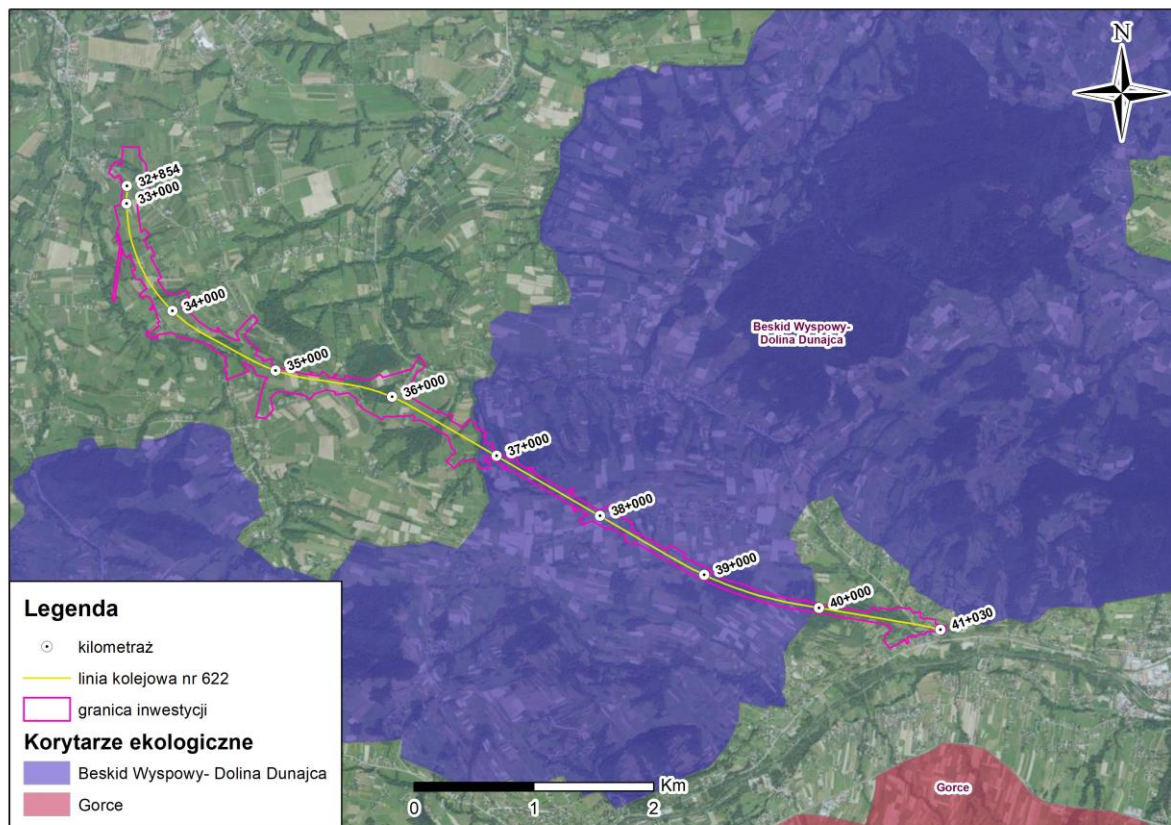 N
32+854
33+000
34+000
35+000
36+000
37+000
38+000
39+000
40+000
41+030
Beskid Wyspowy-
Dolina Dunajca
Gorce
Legenda
kilometraż
linia kolejowa nr 622
granica inwestycji
Korytarze ekologiczne
Beskid Wyspowy- Dolina Dunajca
Gorce
Km
0 1 2